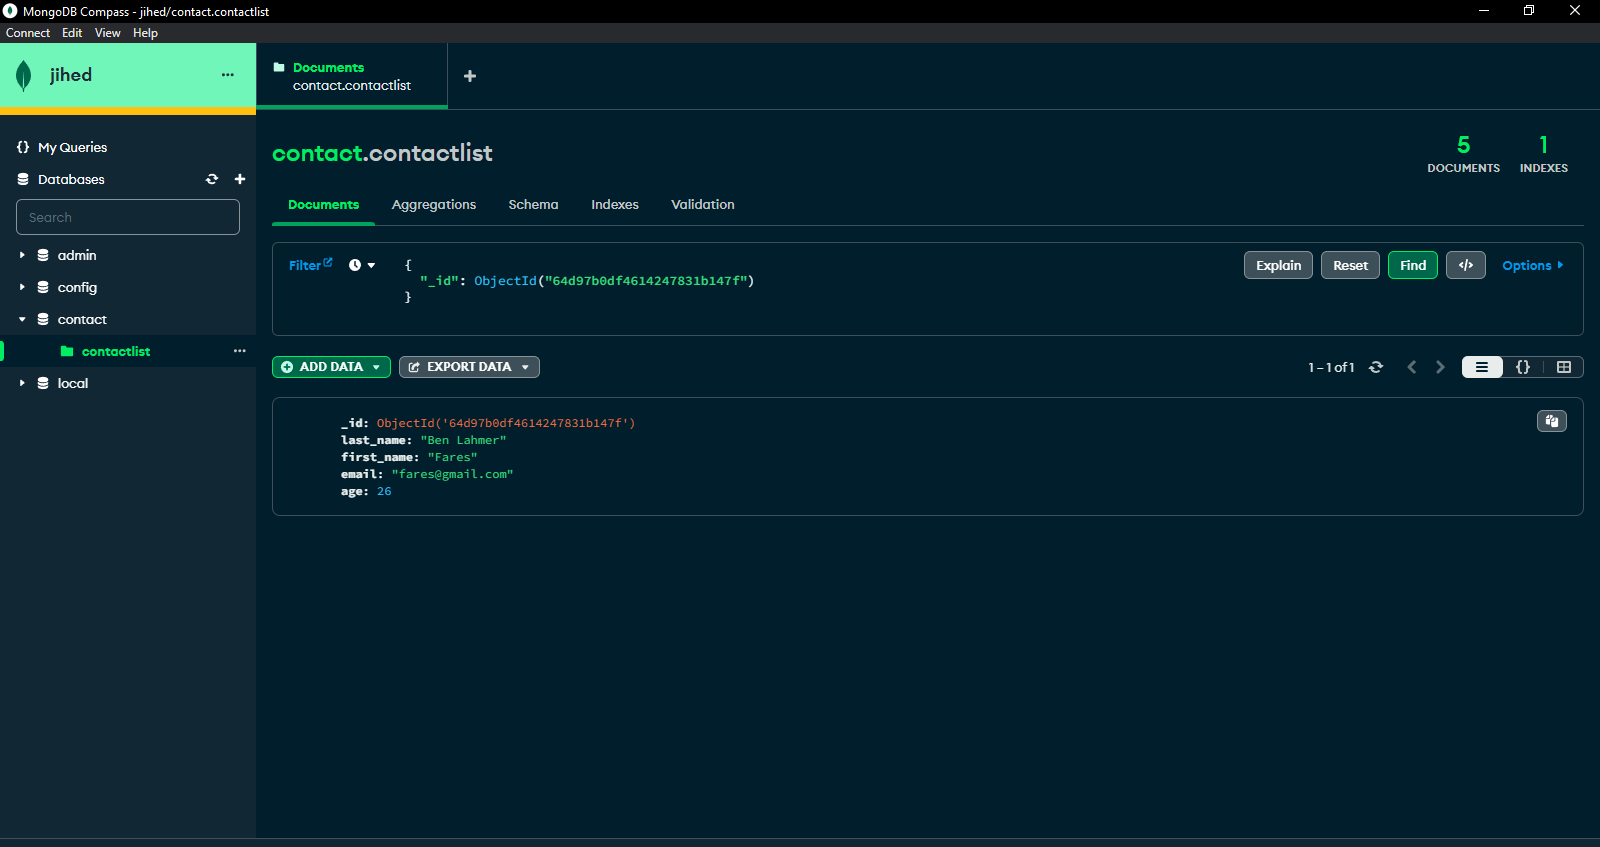 MongoDB Compass - jihed/contact.contactlist
Connect Edit View Help
jihed
Documents
contact.contactlist
My Queries
Databases
Search
admin
config
contact
contactlist
local
contact.contactlist
5
DOCUMENTS
1
INDEXES
Documents Aggregations Schema Indexes Validation
Filter
{
"_id": ObjectId("64d97b0df4614247831b147f")
}
Explain Reset Find </> Options
ADD DATA EXPORT DATA
1 – 1 of 1
{}
_id: ObjectId('64d97b0df4614247831b147f')
last_name: "Ben Lahmer"
first_name: "Fares"
email: "fares@gmail.com"
age: 26